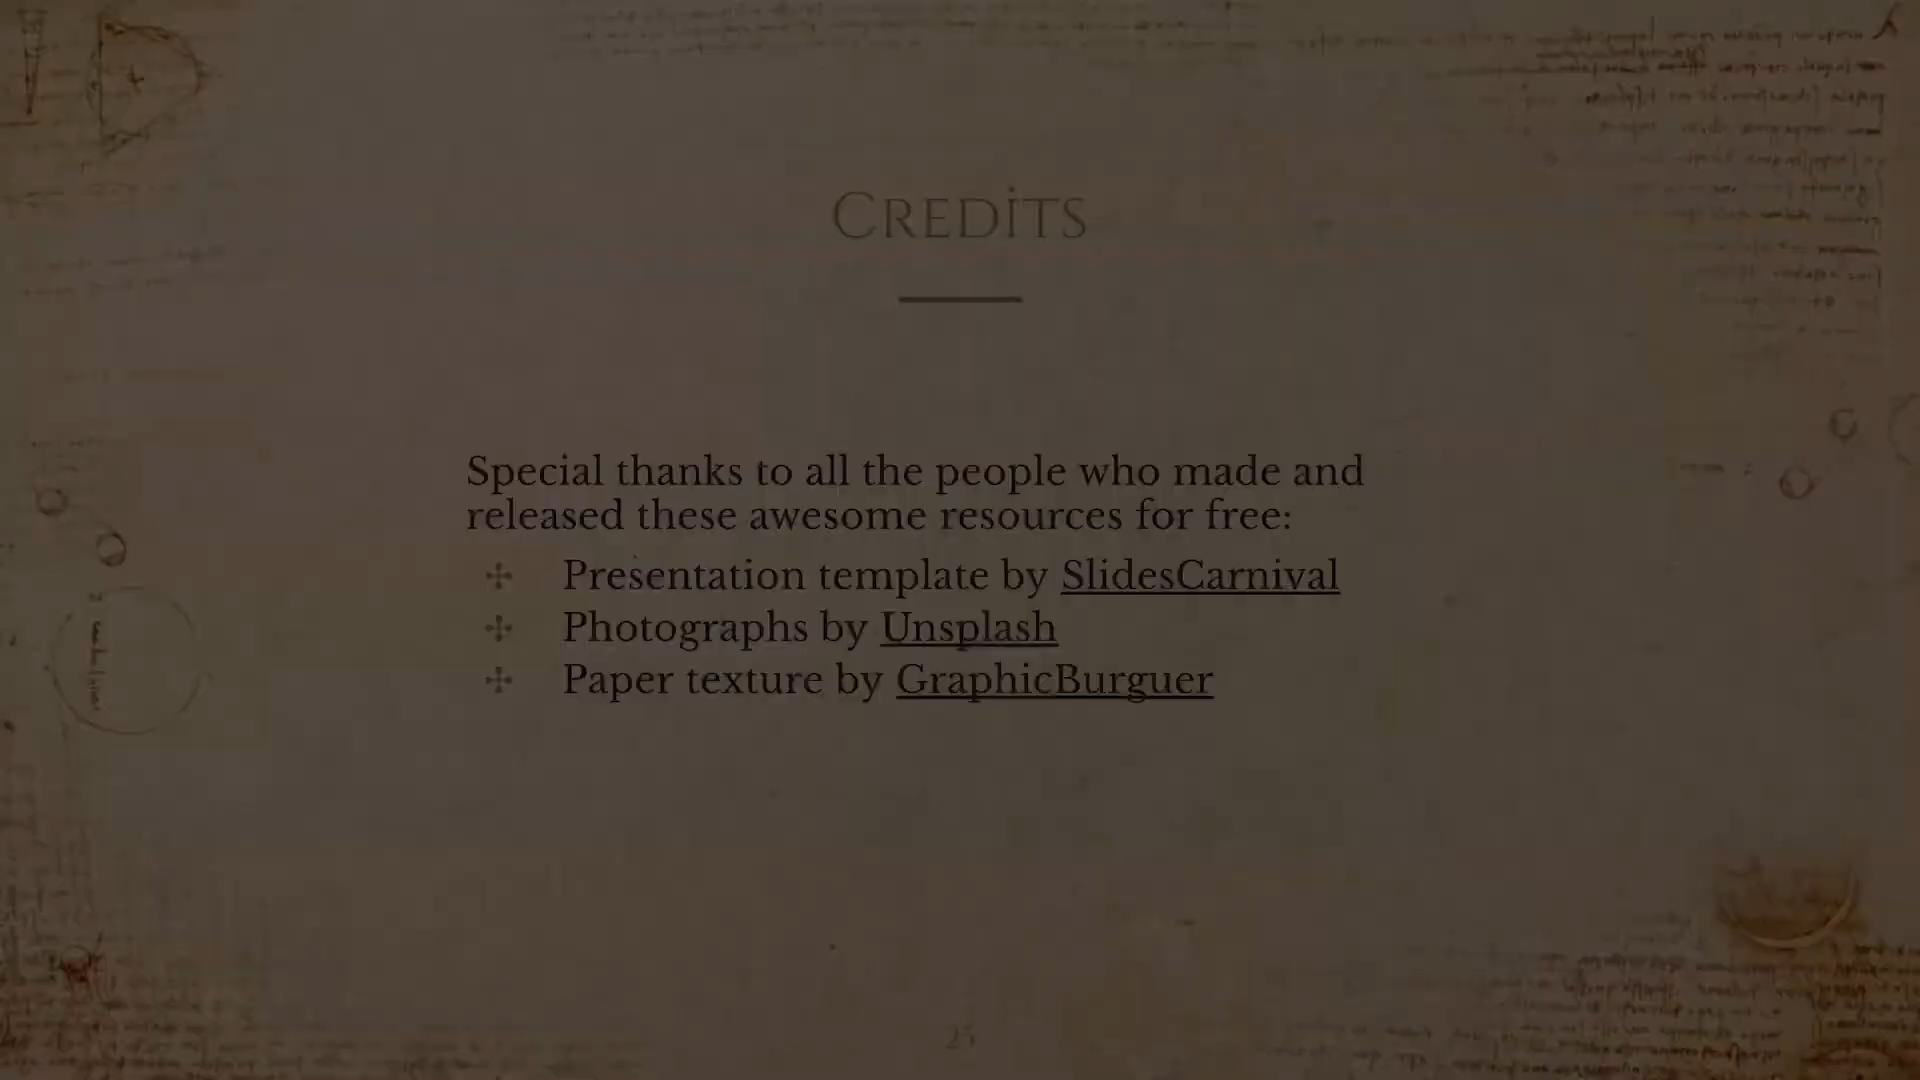 Credits
Special thanks to all the people who made and
released these awesome resources for free:
Presentation template by SlidesCarnival
Photographs by Unsplash
Paper texture by GraphicBurguer
25